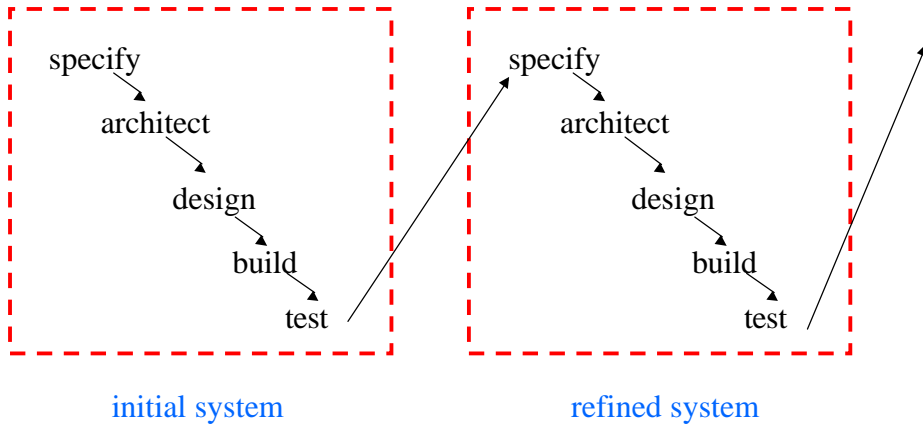 specify
architect
design
build
test
initial system
specify
architect
design
build
test
refined system